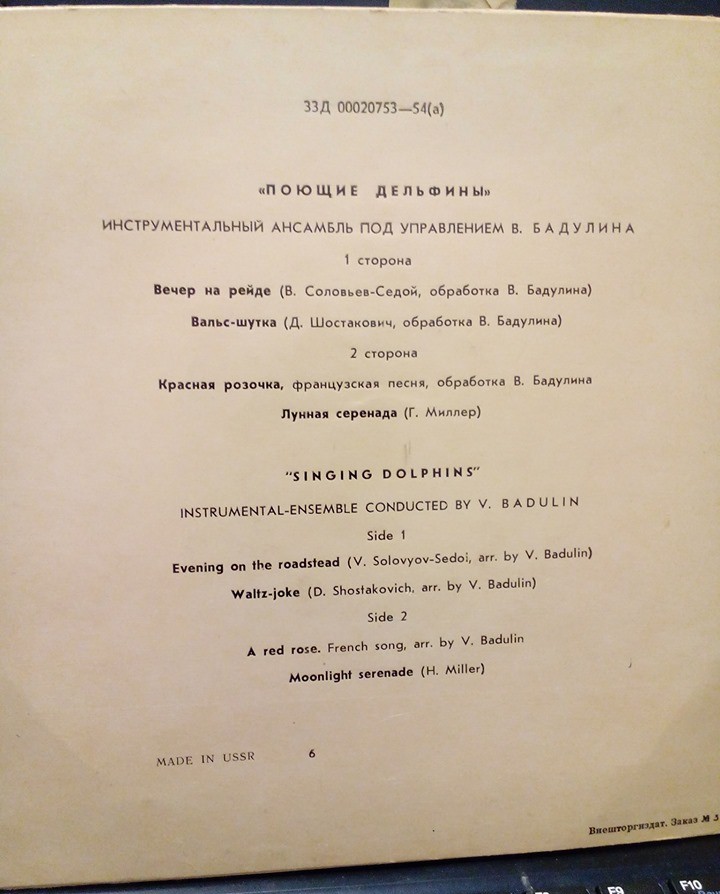 33Д 00020753—54(а)
«ПОЮЩИЕ ДЕЛЬФИНЫ»
ИНСТРУМЕНТАЛЬНЫЙ АНСАМБЛЬ ПОД УПРАВЛЕНИЕМ В. БАДУЛИНА
1 сторона
Вечер на рейде (В. Соловьев-Седой, обработка В. Бадулина)
Вальс-шутка (Д. Шостакович, обработка В. Бадулина)
2 сторона
Красная розочка, французская песня, обработка В. Бадулина
Лунная серенада (Г. Миллер)
"SINGING DOLPHINS"
INSTRUMENTAL-ENSEMBLE CONDUCTED BY V. BADULIN
Side 1
Evening on the roadstead (V. Solovyov-Sedoi, arr. by V. Badulin)
Waltz-joke (D. Shostakovich, arr. by V. Badulin)
Side 2
A red rose. French song, arr. by V. Badulin
Moonlight serenade (H. Miller)
MADE IN USSR 6
Внешторгиздат. Заказ № 3
F9 F10